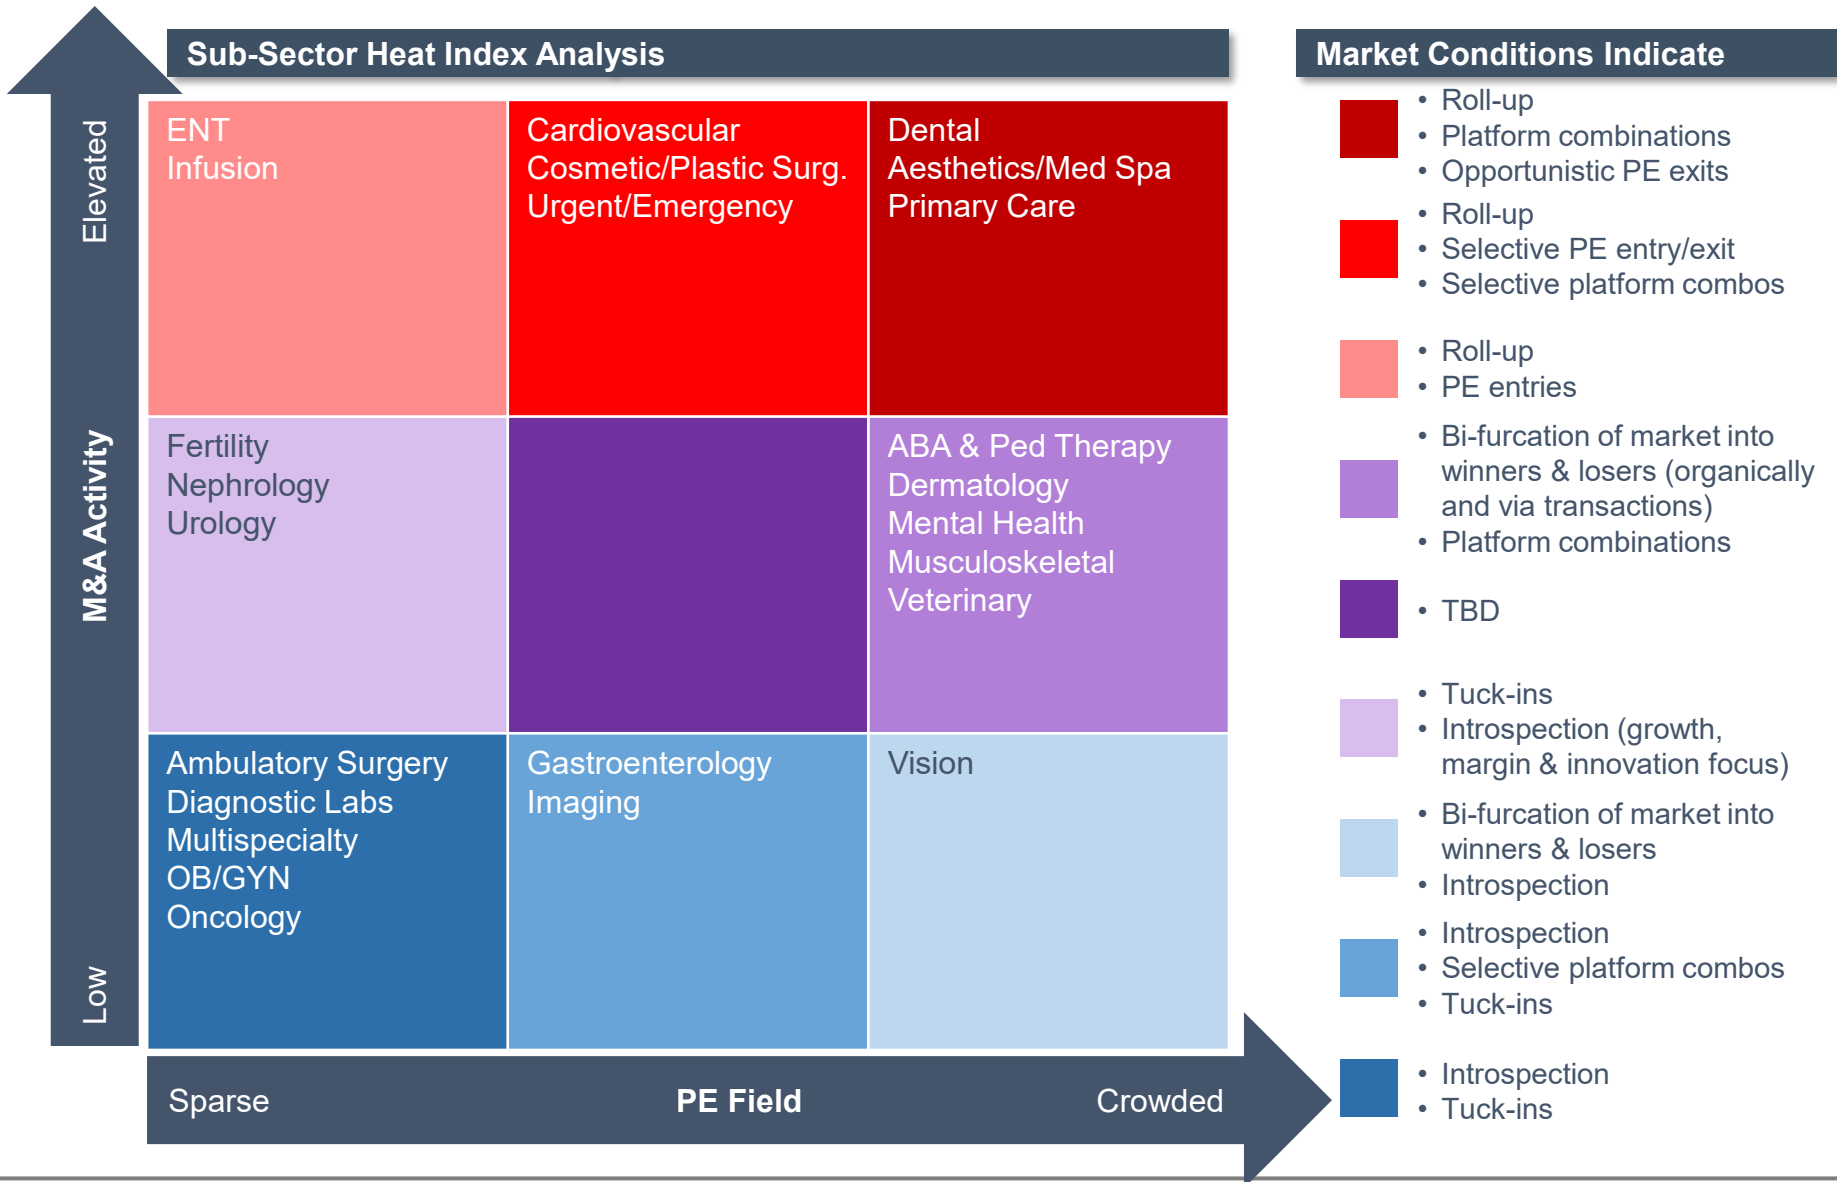 Sub-Sector Heat Index Analysis
Elevated
M&A Activity
Low
ENT
Infusion
Cardiovascular
Cosmetic/Plastic Surg.
Urgent/Emergency
Dental
Aesthetics/Med Spa
Primary Care
Fertility
Nephrology
Urology
ABA & Ped Therapy
Dermatology
Mental Health
Musculoskeletal
Veterinary
Ambulatory Surgery
Diagnostic Labs
Multispecialty
OB/GYN
Oncology
Gastroenterology
Imaging
Vision
Sparse
PE Field
Crowded
Market Conditions Indicate
• Roll-up
• Platform combinations
• Opportunistic PE exits
• Roll-up
• Selective PE entry/exit
• Selective platform combos
• Roll-up
• PE entries
• Bi-furcation of market into
winners & losers (organically
and via transactions)
• Platform combinations
• TBD
• Tuck-ins
• Introspection (growth,
margin & innovation focus)
• Bi-furcation of market into
winners & losers
• Introspection
• Introspection
• Selective platform combos
• Tuck-ins
• Introspection
• Tuck-ins